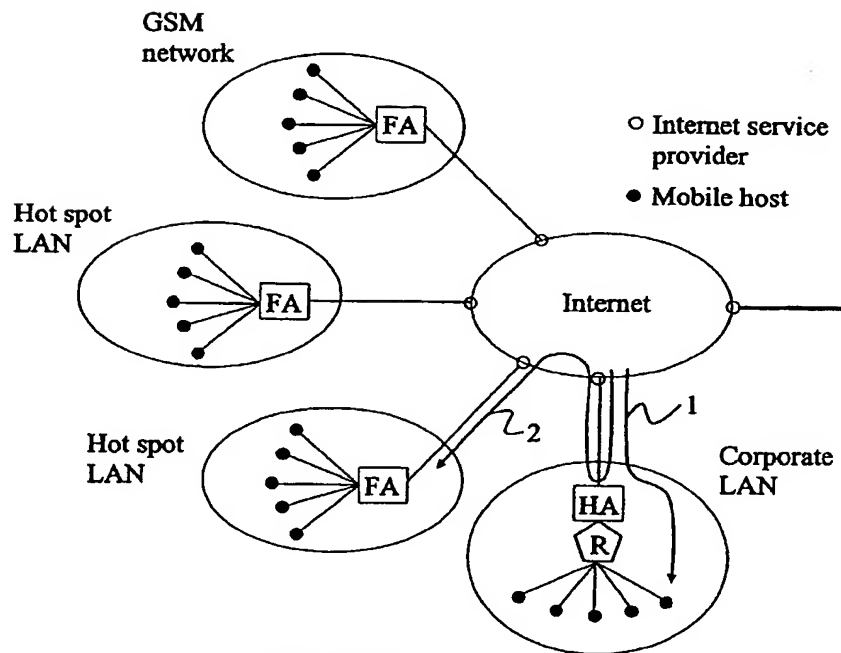 GSM
network
FA
Internet service
provider
Mobile host
Hot spot
LAN
FA
Internet
Hot spot
LAN
FA
2
1
Corporate
LAN
HA
R